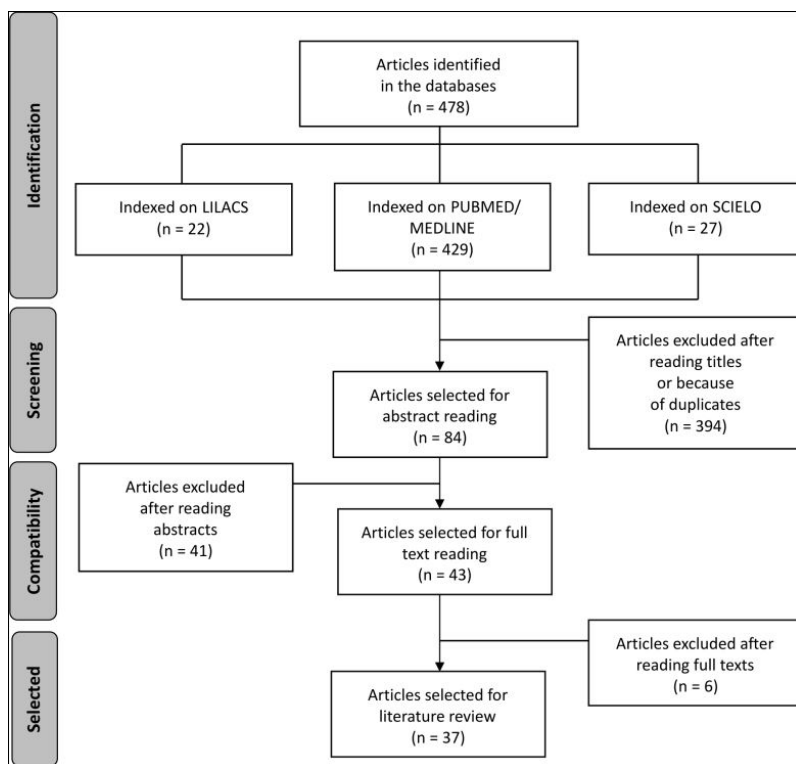 Identification
Articles identified
in the databases
(n = 478)
Indexed on LILACS
(n = 22)
Indexed on PUBMED/
MEDLINE
(n = 429)
Indexed on SCIELO
(n = 27)
Screening
Articles excluded after
reading titles
or because
of duplicates
(n = 394)
Articles selected for
abstract reading
(n = 84)
Compatibility
Articles excluded
after reading
abstracts
(n = 41)
Articles selected for full
text reading
(n = 43)
Selected
Articles excluded after
reading full texts
(n = 6)
Articles selected for
literature review
(n = 37)